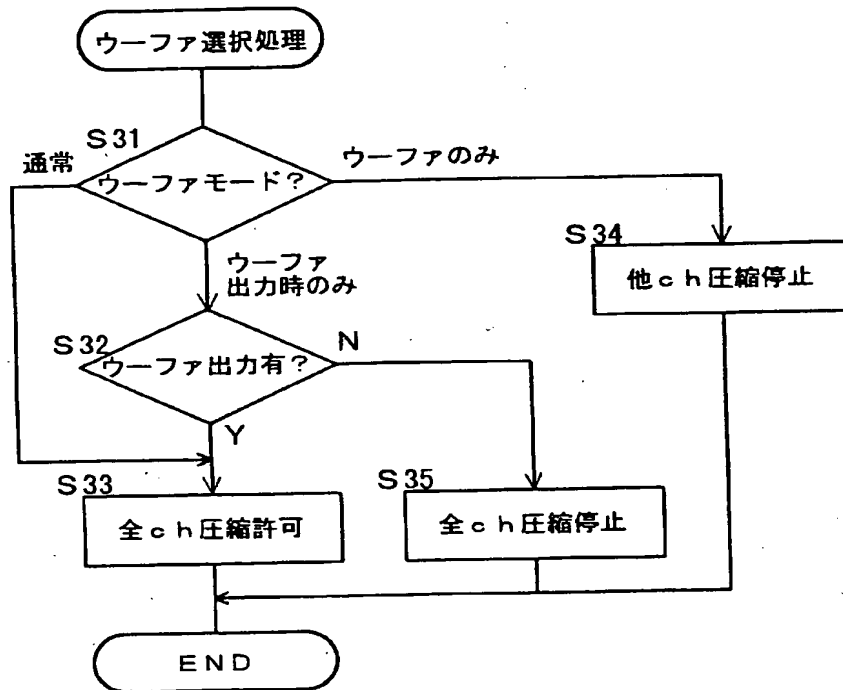 ウーファ選択処理
S31
通常
ウーファモード?
ウーファのみ
ウーファ
出力時のみ
S34
他ch圧縮停止
S32
ウーファ出力有?
N
Y
S33
全ch圧縮許可
S35
全ch圧縮停止
END